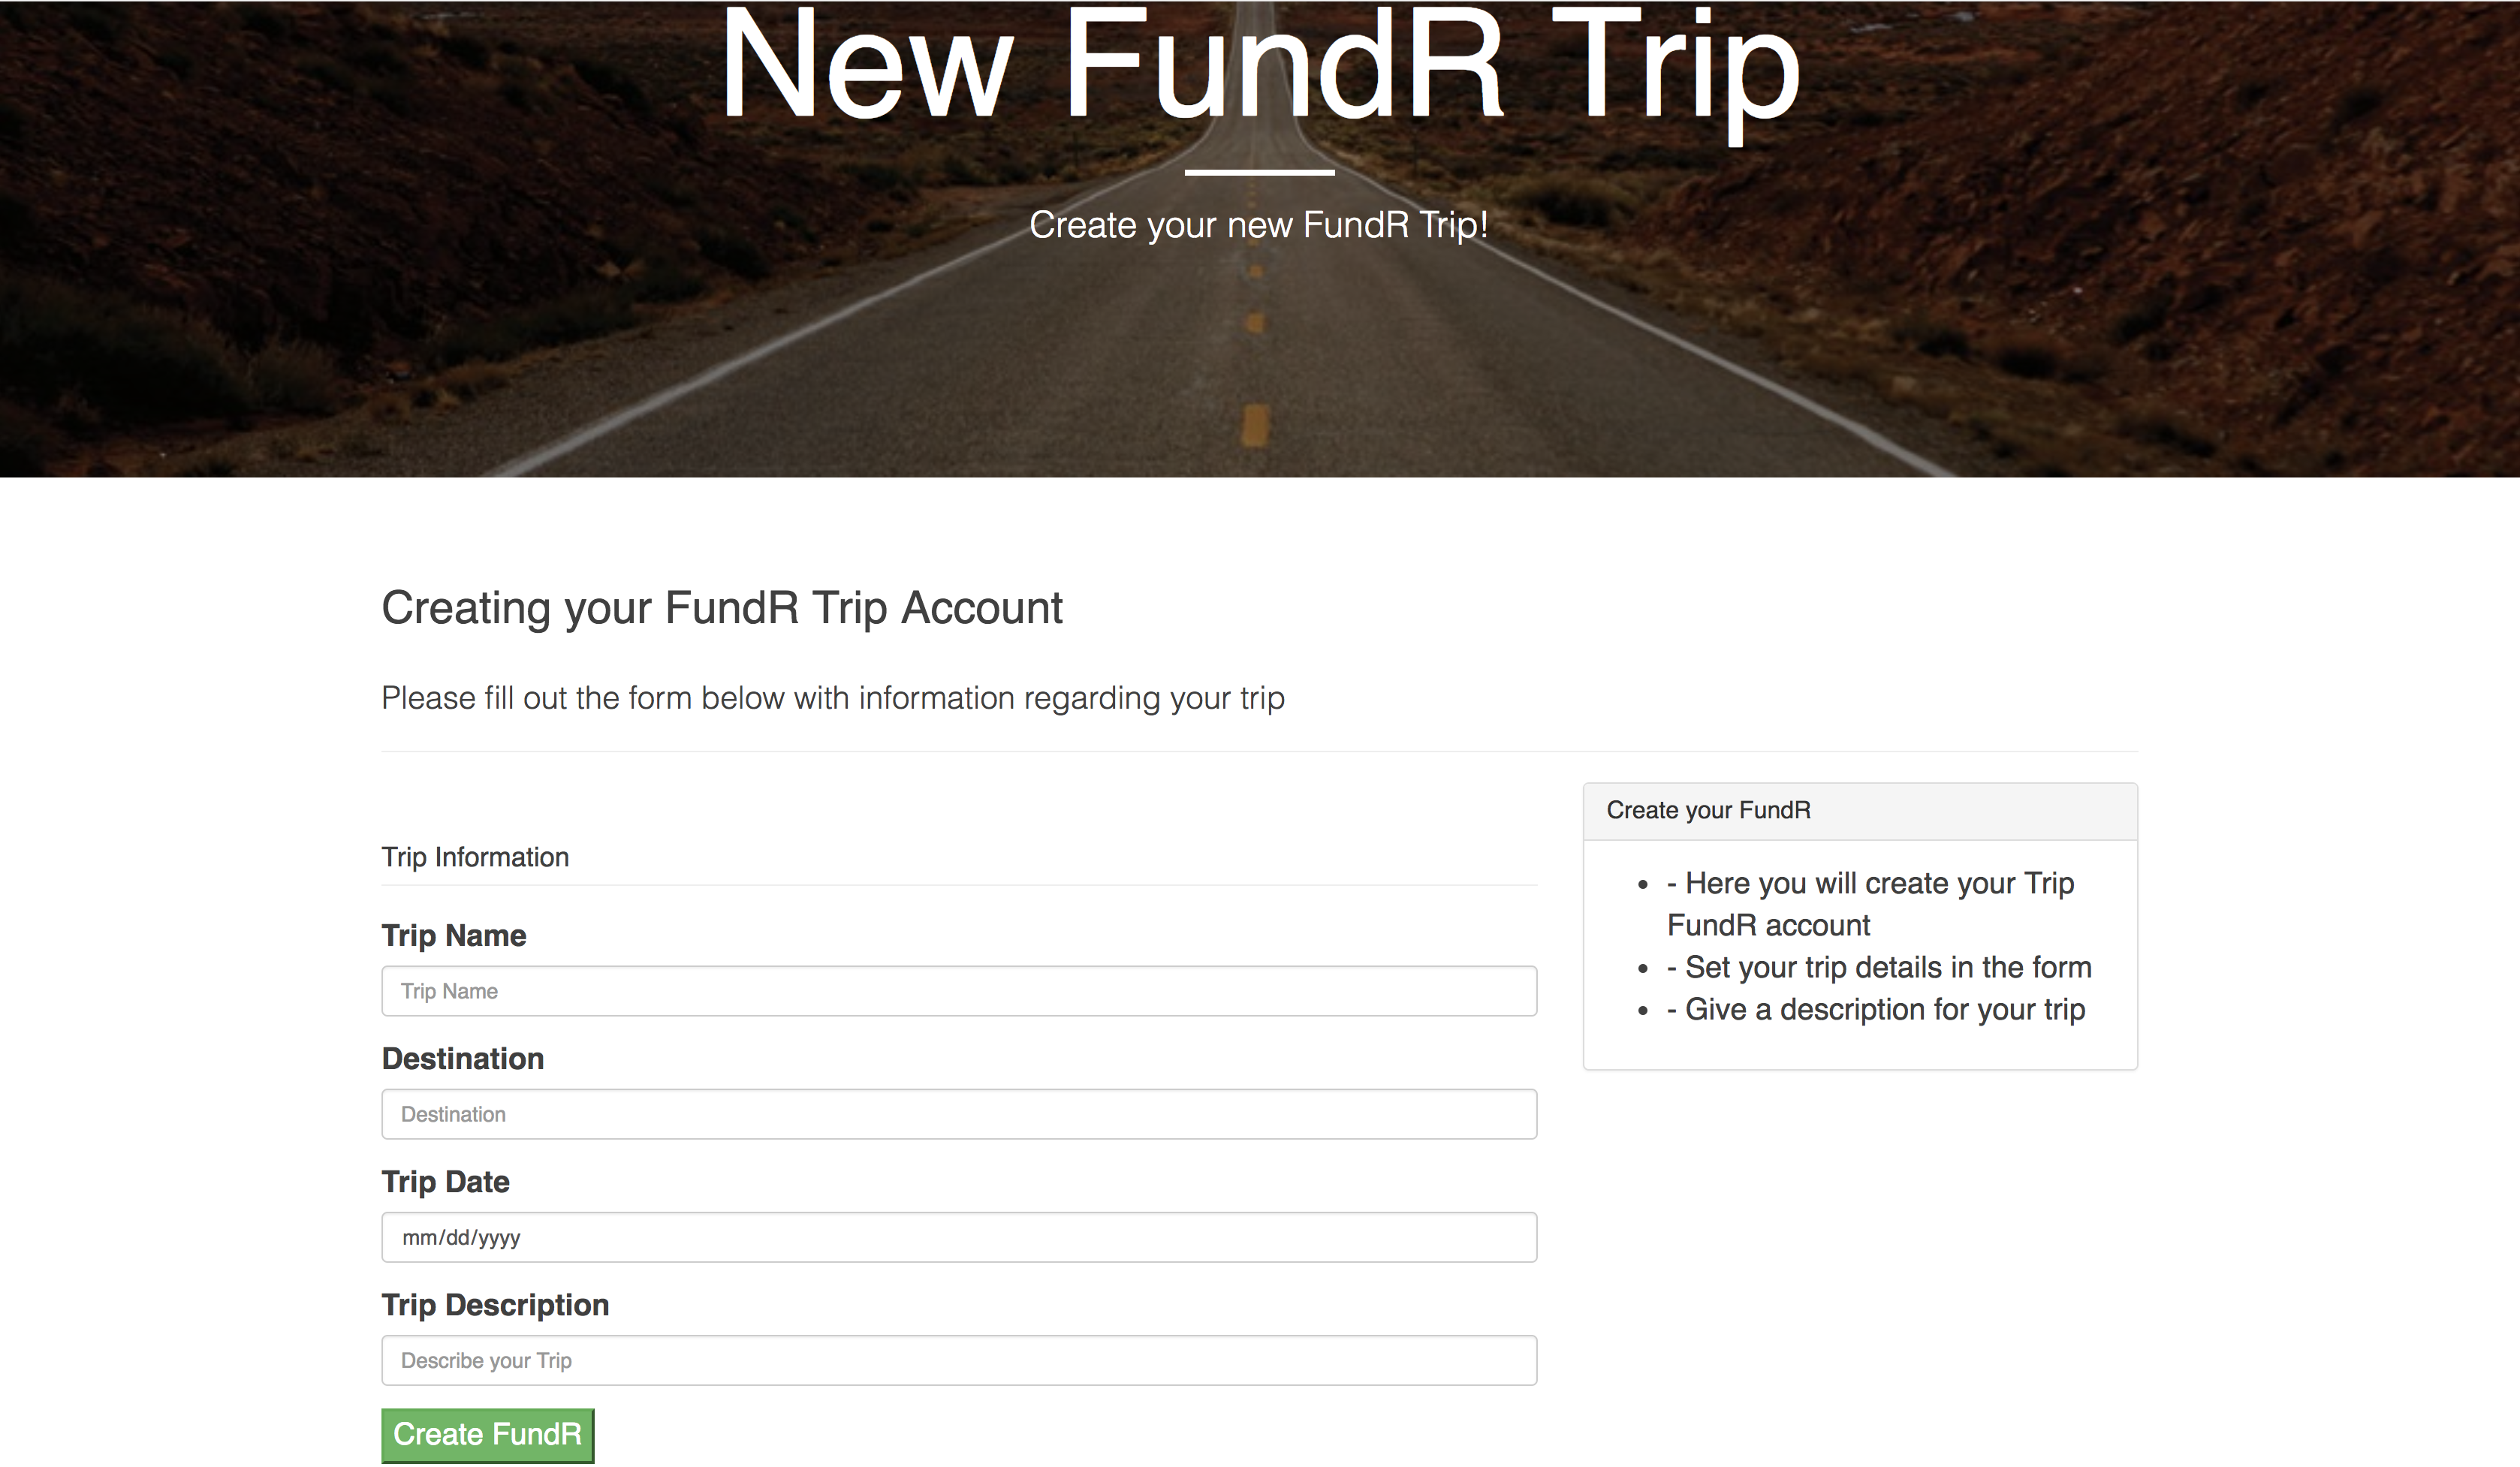 New FundR Trip
Create your new FundR Trip!
Creating your FundR Trip Account
Please fill out the form below with information regarding your trip
Trip Information
Trip Name
Trip Name
Destination
Destination
Trip Date
mm/dd/yyyy
Trip Description
Describe your Trip
Create FundR
Create your FundR
- Here you will create your Trip
FundR account
- Set your trip details in the form
- Give a description for your trip